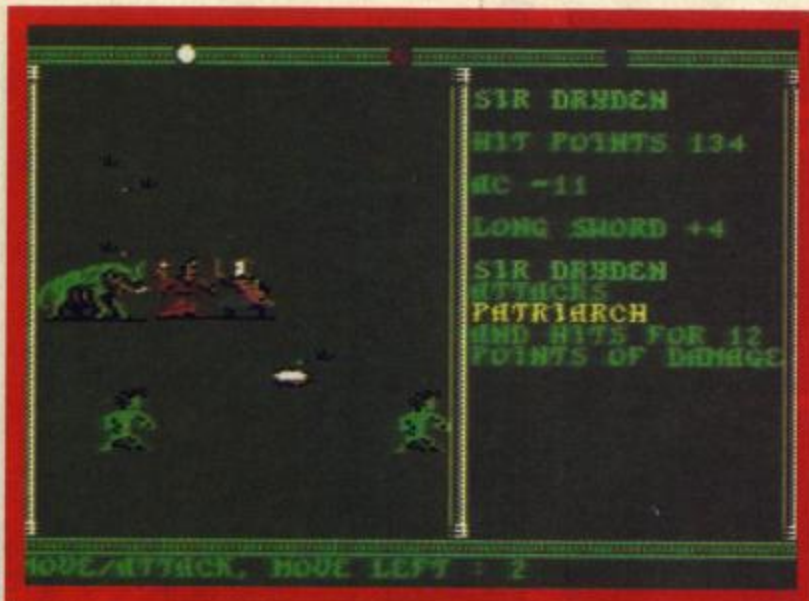 SIR DRYDEN
HIT POINTS 134
AC -11
LONG SWORD +4
SIR DRYDEN
ATTACKS
PATRIARCH
AND HITS FOR 12
POINTS OF DAMAGE
MOVE/ATTACK, MOVE LEFT : 2